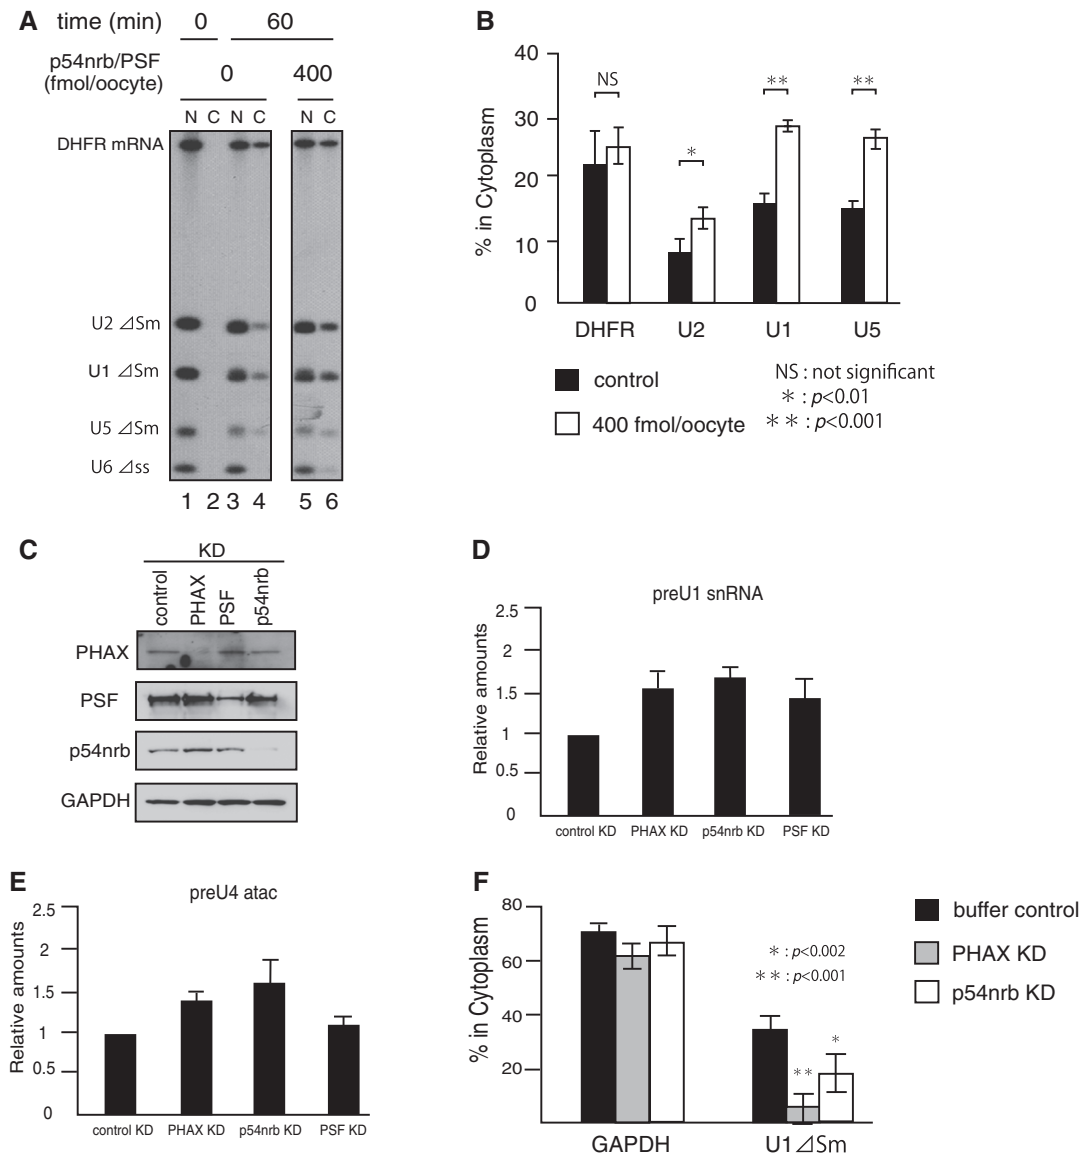 A
time (min) 0 60
p54nrb/PSF
(fmol/oocyte) 0 400
N C N C N C
DHFR mRNA
U2 ⊿Sm
U1 ⊿Sm
U5 ⊿Sm
U6 ⊿ss
1 2 3 4 5 6
B
% in Cytoplasm
40
30
20
10
0
NS
*
**
**
DHFR U2 U1 U5
control
400 fmol/oocyte
NS : not significant
* : p<0.01
** : p<0.001
C
KD
control PHAX PSF p54nrb
PHAX
PSF
p54nrb
GAPDH
D
preU1 snRNA
Relative amounts
2.5
2
1.5
1
0.5
0
control KD PHAX KD p54nrb KD PSF KD
E
preU4 atac
Relative amounts
2.5
2
1.5
1
0.5
0
control KD PHAX KD p54nrb KD PSF KD
F
% in Cytoplasm
80
60
40
20
* : p<0.002
** : p<0.001
**
*
GAPDH U1⊿Sm
buffer control
PHAX KD
p54nrb KD